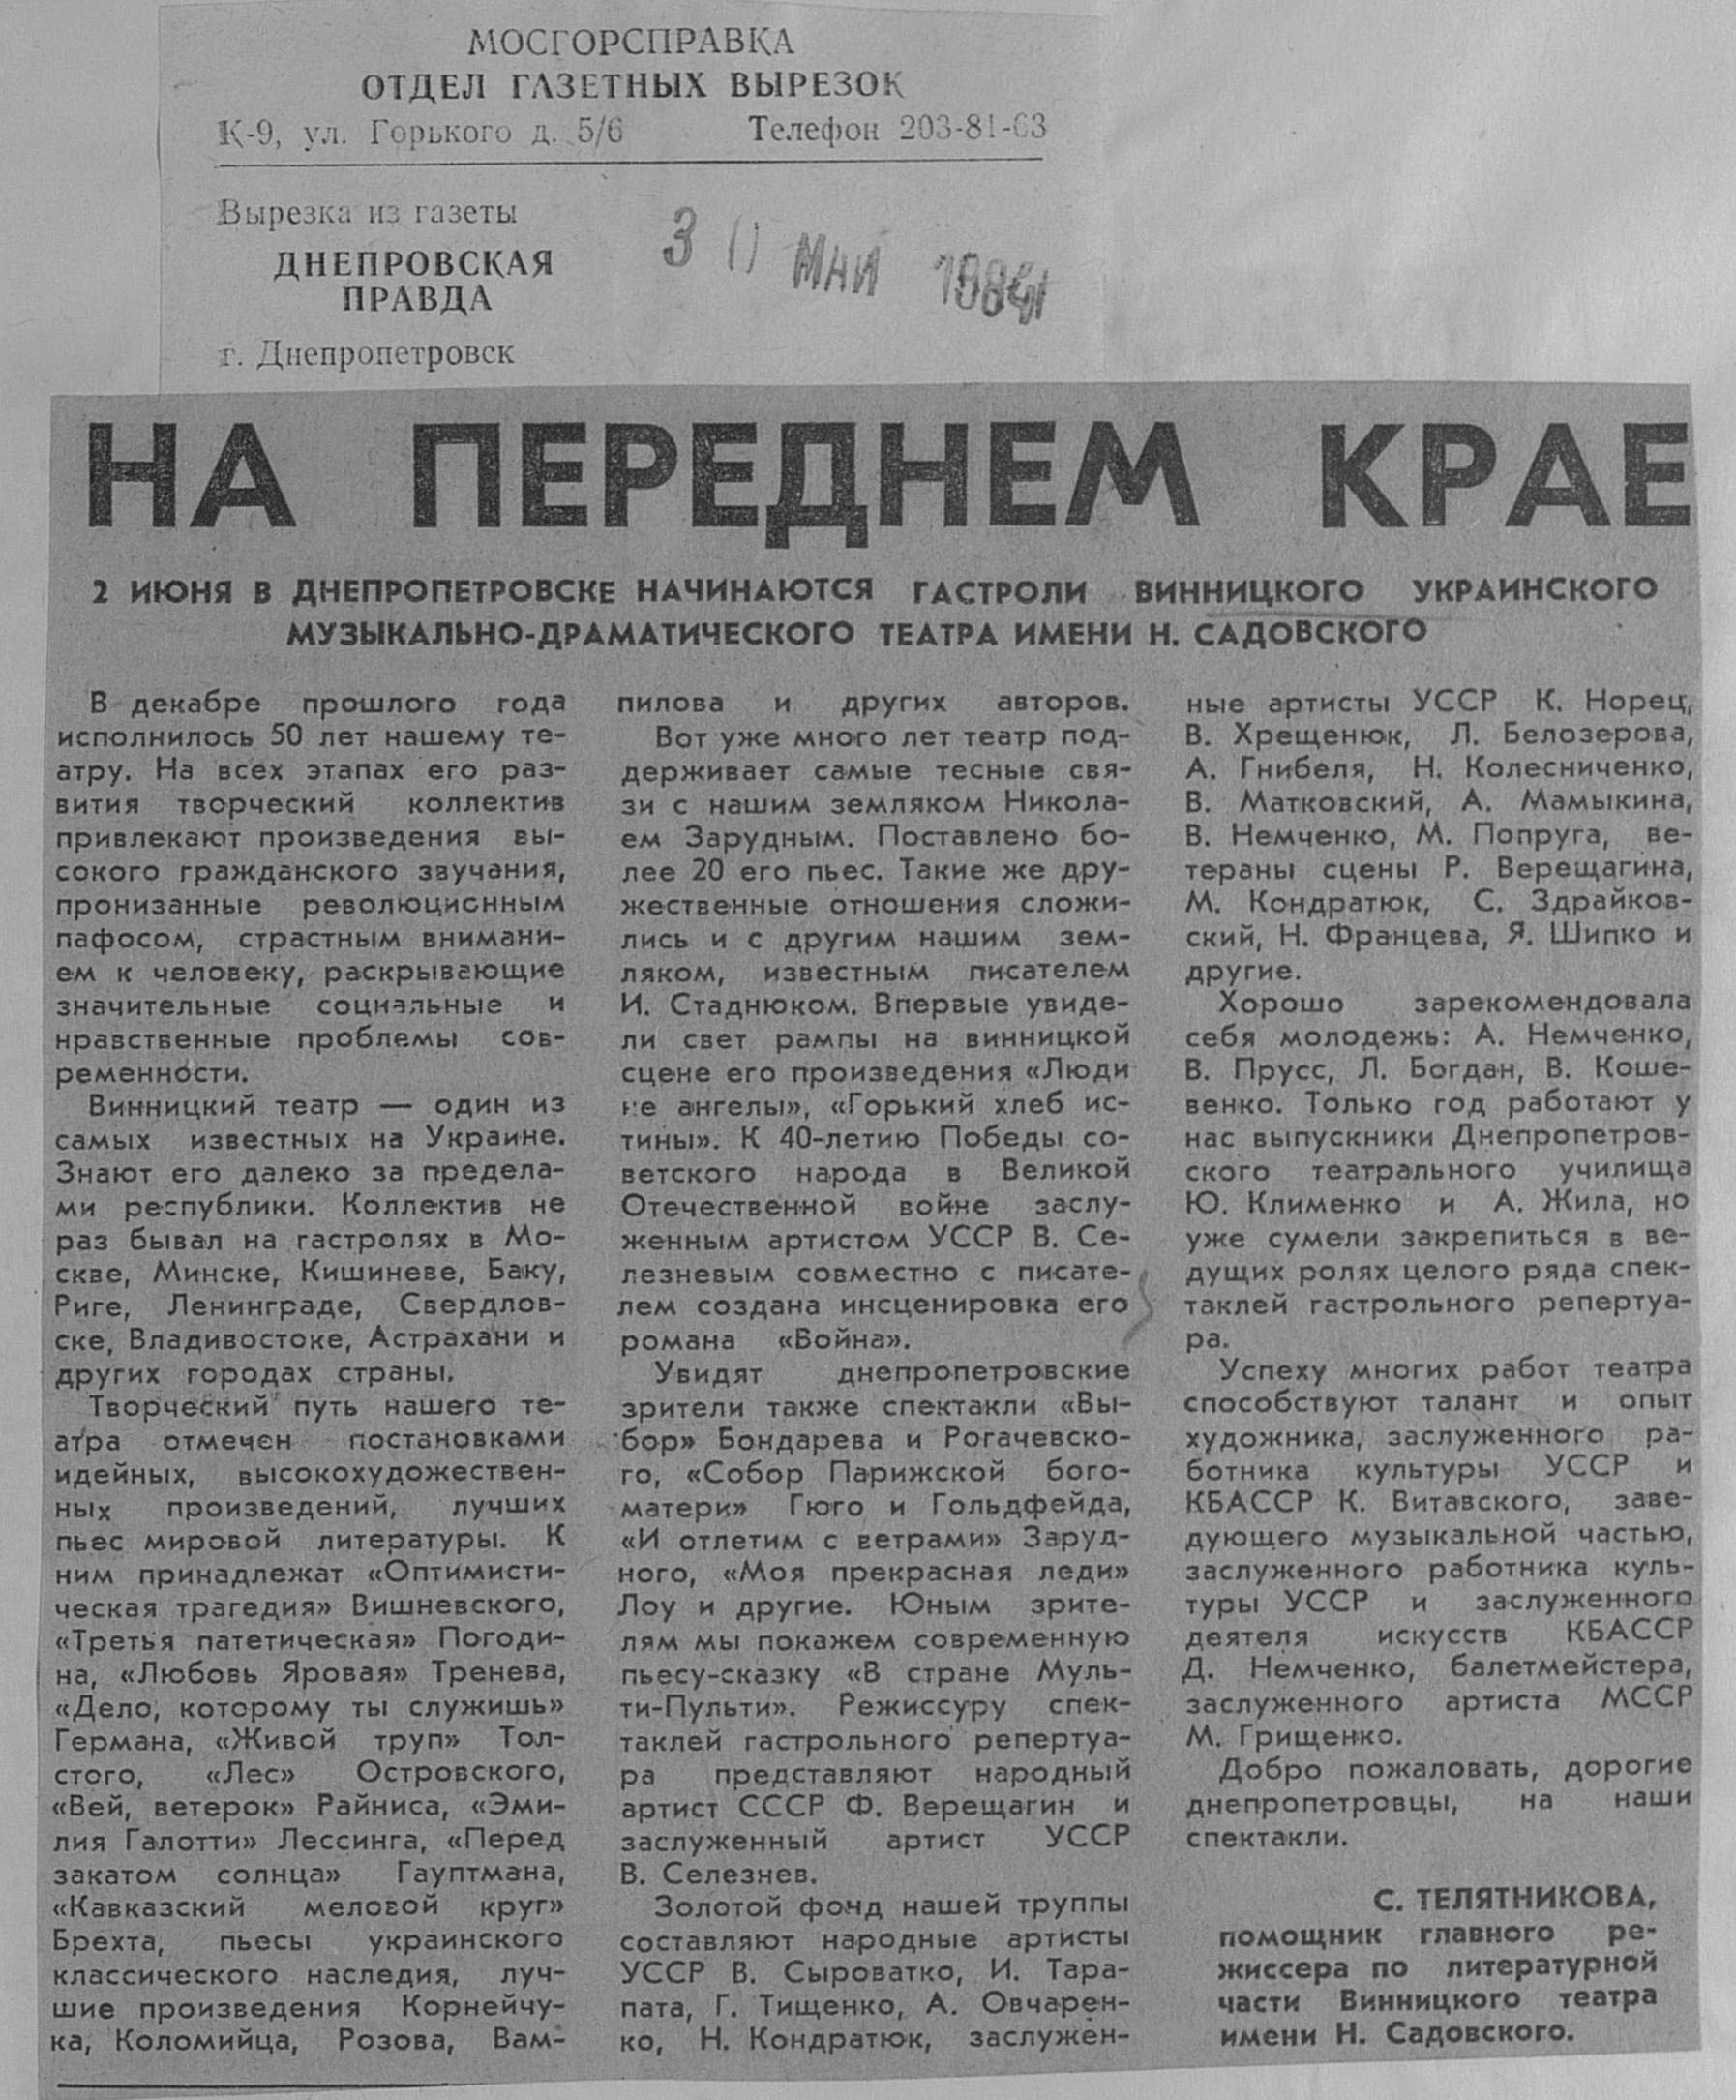 МОСГОРСПРАВКА
ОТДЕЛ ГАЗЕТНЫХ ВЫРЕЗОК
К-9, ул. Горького д. 5/6 Телефон 203-81-63
Вырезка из газеты
ДНЕПРОВСКАЯ
ПРАВДА
г. Днепропетровск
3 МАЙ 1984
НА ПЕРЕДНЕМ КРАЕ
2 ИЮНЯ В ДНЕПРОПЕТРОВСКЕ НАЧИНАЮТСЯ ГАСТРОЛИ ВИННИЦКОГО УКРАИНСКОГО
МУЗЫКАЛЬНО-ДРАМАТИЧЕСКОГО ТЕАТРА ИМЕНИ Н. САДОВСКОГО
В декабре прошлого года
исполнилось 50 лет нашему те-
атру. На всех этапах его раз-
вития творческий коллектив
привлекают произведения вы-
сокого гражданского звучания,
пронизанные революционным
пафосом, страстным внимани-
ем к человеку, раскрывающие
значительные социальные и
нравственные проблемы сов-
ременности.
Винницкий театр — один из
самых известных на Украине.
Знают его далеко за предела-
ми республики. Коллектив не
раз бывал на гастролях в Мо-
скве, Минске, Кишиневе, Баку,
Риге, Ленинграде, Свердлов-
ске, Владивостоке, Астрахани и
других городах страны.
Творческий путь нашего те-
атра отмечен постановками
идейных, высокохудожествен-
ных произведений, лучших
пьес мировой литературы. К
ним принадлежат «Оптимисти-
ческая трагедия» Вишневского,
«Третья патетическая» Погоди-
на, «Любовь Яровая» Тренева,
«Дело, которому ты служишь»
Германа, «Живой труп» Тол-
стого, «Лес» Островского,
«Вей, ветерок» Райниса, «Эми-
лия Галотти» Лессинга, «Перед
закатом солнца» Гауптмана,
«Кавказский меловой круг»
Брехта, пьесы украинского
классического наследия, луч-
шие произведения Корнейчу-
ка, Коломийца, Розова, Вам-
пилова и других авторов.
Вот уже много лет театр под-
держивает самые тесные свя-
зи с нашим земляком Никола-
ем Зарудным. Поставлено бо-
лее 20 его пьес. Такие же дру-
жественные отношения сложи-
лись и с другим нашим зем-
ляком, известным писателем
И. Стаднюком. Впервые увиде-
ли свет рампы на винницкой
сцене его произведения «Люди
не ангелы», «Горький хлеб ис-
тины». К 40-летию Победы со-
ветского народа в Великой
Отечественной войне заслу-
женным артистом УССР В. Се-
лезневым совместно с писате-
лем создана инсценировка его
романа «Война».
Увидят днепропетровские
зрители также спектакли «Вы-
бор» Бондарева и Рогачевско-
го, «Собор Парижской бого-
матери» Гюго и Гольдфейда,
«И отлетим с ветрами» Заруд-
ного, «Моя прекрасная леди»
Лоу и другие. Юным зрите-
лям мы покажем современную
пьесу-сказку «В стране Муль-
ти-Пульти». Режиссуру спек-
таклей гастрольного репертуа-
ра представляют народный
артист СССР Ф. Верещагин и
заслуженный артист УССР
В. Селезнев.
Золотой фонд нашей труппы
составляют народные артисты
УССР В. Сыроватко, И. Тара-
пата, Г. Тищенко, А. Овчарен-
ко, Н. Кондратюк, заслужен-
ные артисты УССР К. Норец,
В. Хрещенюк, Л. Белозерова,
А. Гнибеля, Н. Колесниченко,
В. Матковский, А. Мамыкина,
В. Немченко, М. Попруга, ве-
тераны сцены Р. Верещагина,
М. Кондратюк, С. Здрайков-
ский, Н. Францева, Я. Шипко и
другие.
Хорошо зарекомендовала
себя молодежь: А. Немченко,
В. Прусс, Л. Богдан, В. Коше-
венко. Только год работают у
нас выпускники Днепропетров-
ского театрального училища
Ю. Клименко и А. Жила, но
уже сумели закрепиться в ве-
дущих ролях целого ряда спек-
таклей гастрольного репертуа-
ра.
Успеху многих работ театра
способствуют талант и опыт
художника, заслуженного ра-
ботника культуры УССР и
КБАССР К. Витавского, заве-
дующего музыкальной частью,
заслуженного работника куль-
туры УССР и заслуженного
деятеля искусств КБАССР
Д. Немченко, балетмейстера,
заслуженного артиста МССР
М. Грищенко.
Добро пожаловать, дорогие
днепропетровцы, на наши
спектакли.
С. ТЕЛЯТНИКОВА,
помощник главного ре-
жиссера по литературной
части Винницкого театра
имени Н. Садовского.